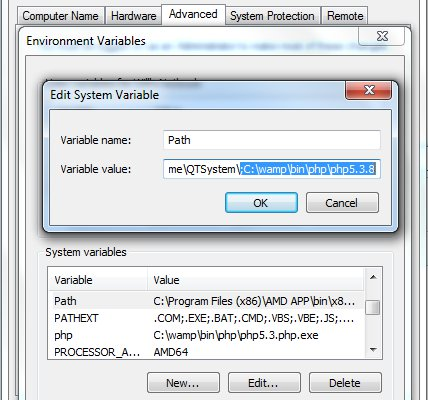 Computer Name Hardware Advanced System Protection Remote
Environment Variables
Edit System Variable
Variable name: Path
Variable value: me\QTSystem\;C:\wamp\bin\php\php5.3.8
OK Cancel
System variables
Variable Value
Path C:\Program Files (x86)\AMD APP\bin\x8...
PATHEXT .COM;.EXE;.BAT;.CMD;.VBS;.VBE;.JS;....
php C:\wamp\bin\php\php5.3.php.exe
PROCESSOR_A... AMD64
New... Edit... Delete